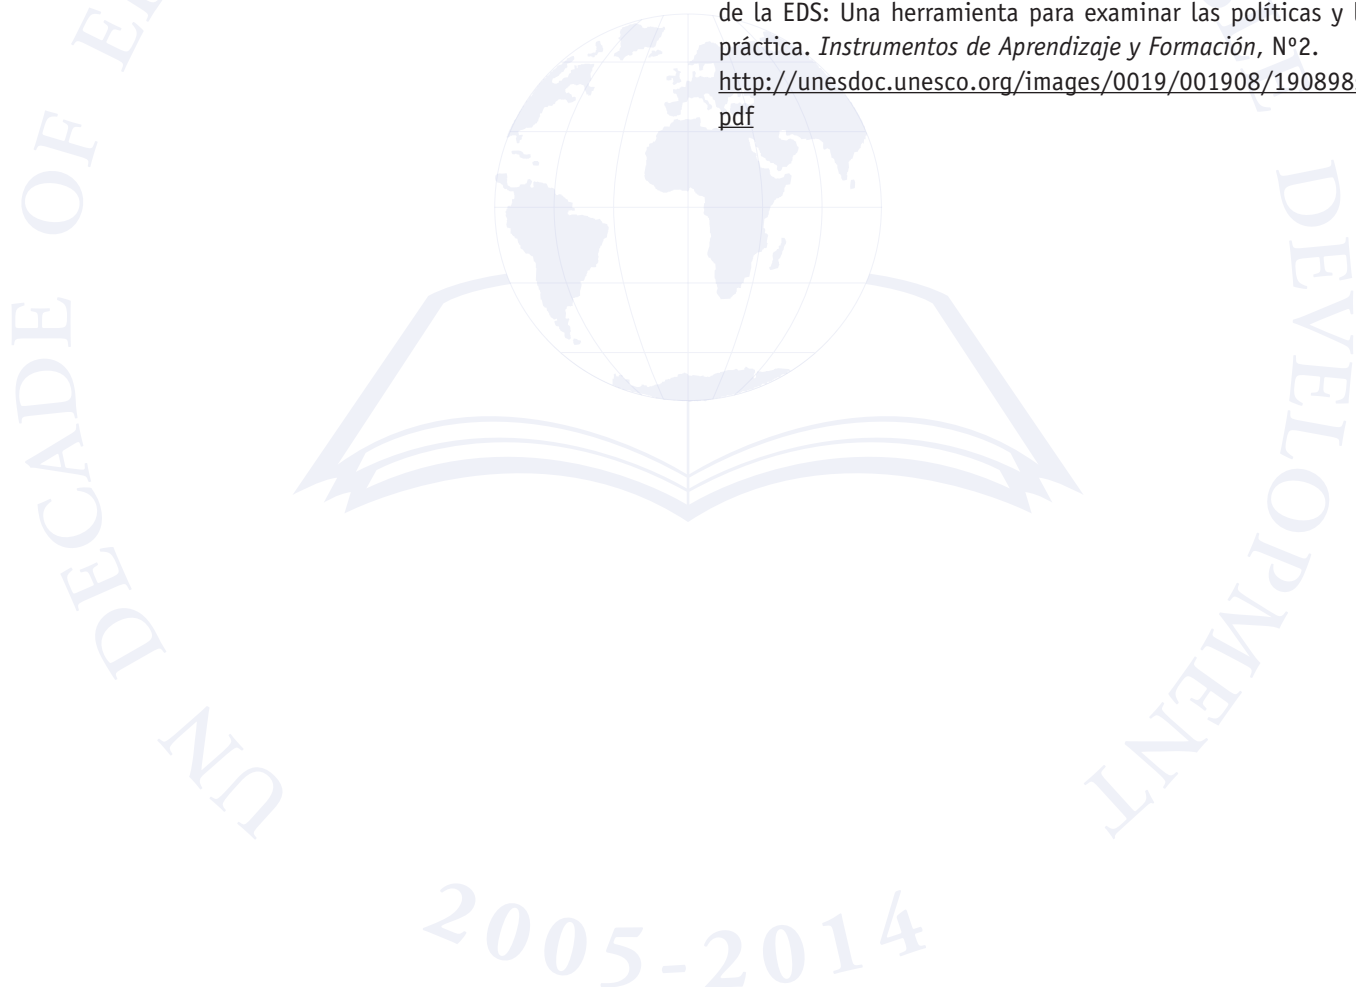 de la EDS: Una herramienta para examinar las políticas y
práctica. Instrumentos de Aprendizaje y Formación, Nº2.
http://unesdoc.unesco.org/images/0019/001908/190898
pdf
UN DECADE OF
DEVELOPMENT
2005-2014